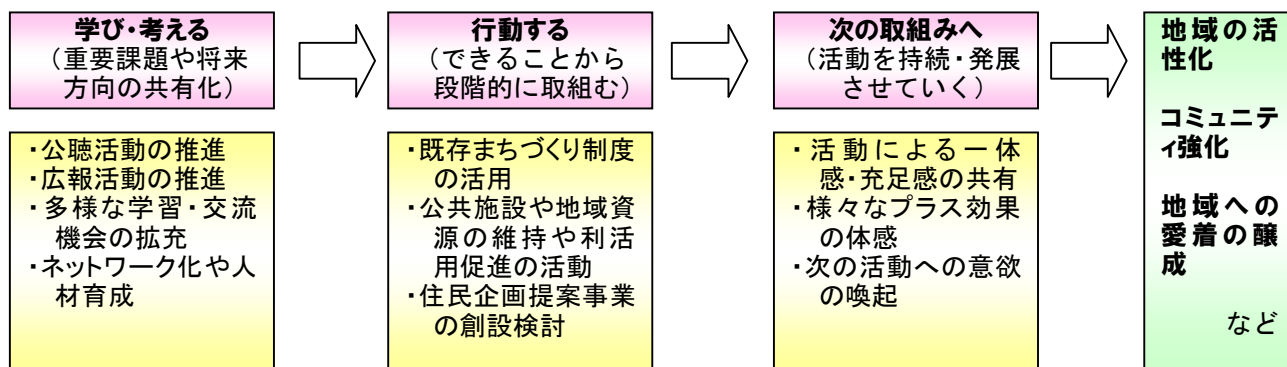 学び・考える
（重要課題や将来
方向の共有化）
行動する
（できることから
段階的に取組む）
次の取組みへ
（活動を持続・発展
させていく）
・公聴活動の推進
・広報活動の推進
・多様な学習・交流
機会の拡充
・ネットワーク化や人
材育成
・既存まちづくり制度
の活用
・公共施設や地域資
源の維持や利活
用促進の活動
・住民企画提案事業
の創設検討
・活動による一体
感・充足感の共有
・様々なプラス効果
の体感
・次の活動への意欲
の喚起
地域の活
性化
コミュニテ
ィ強化
地域への
愛着の醸
成
など